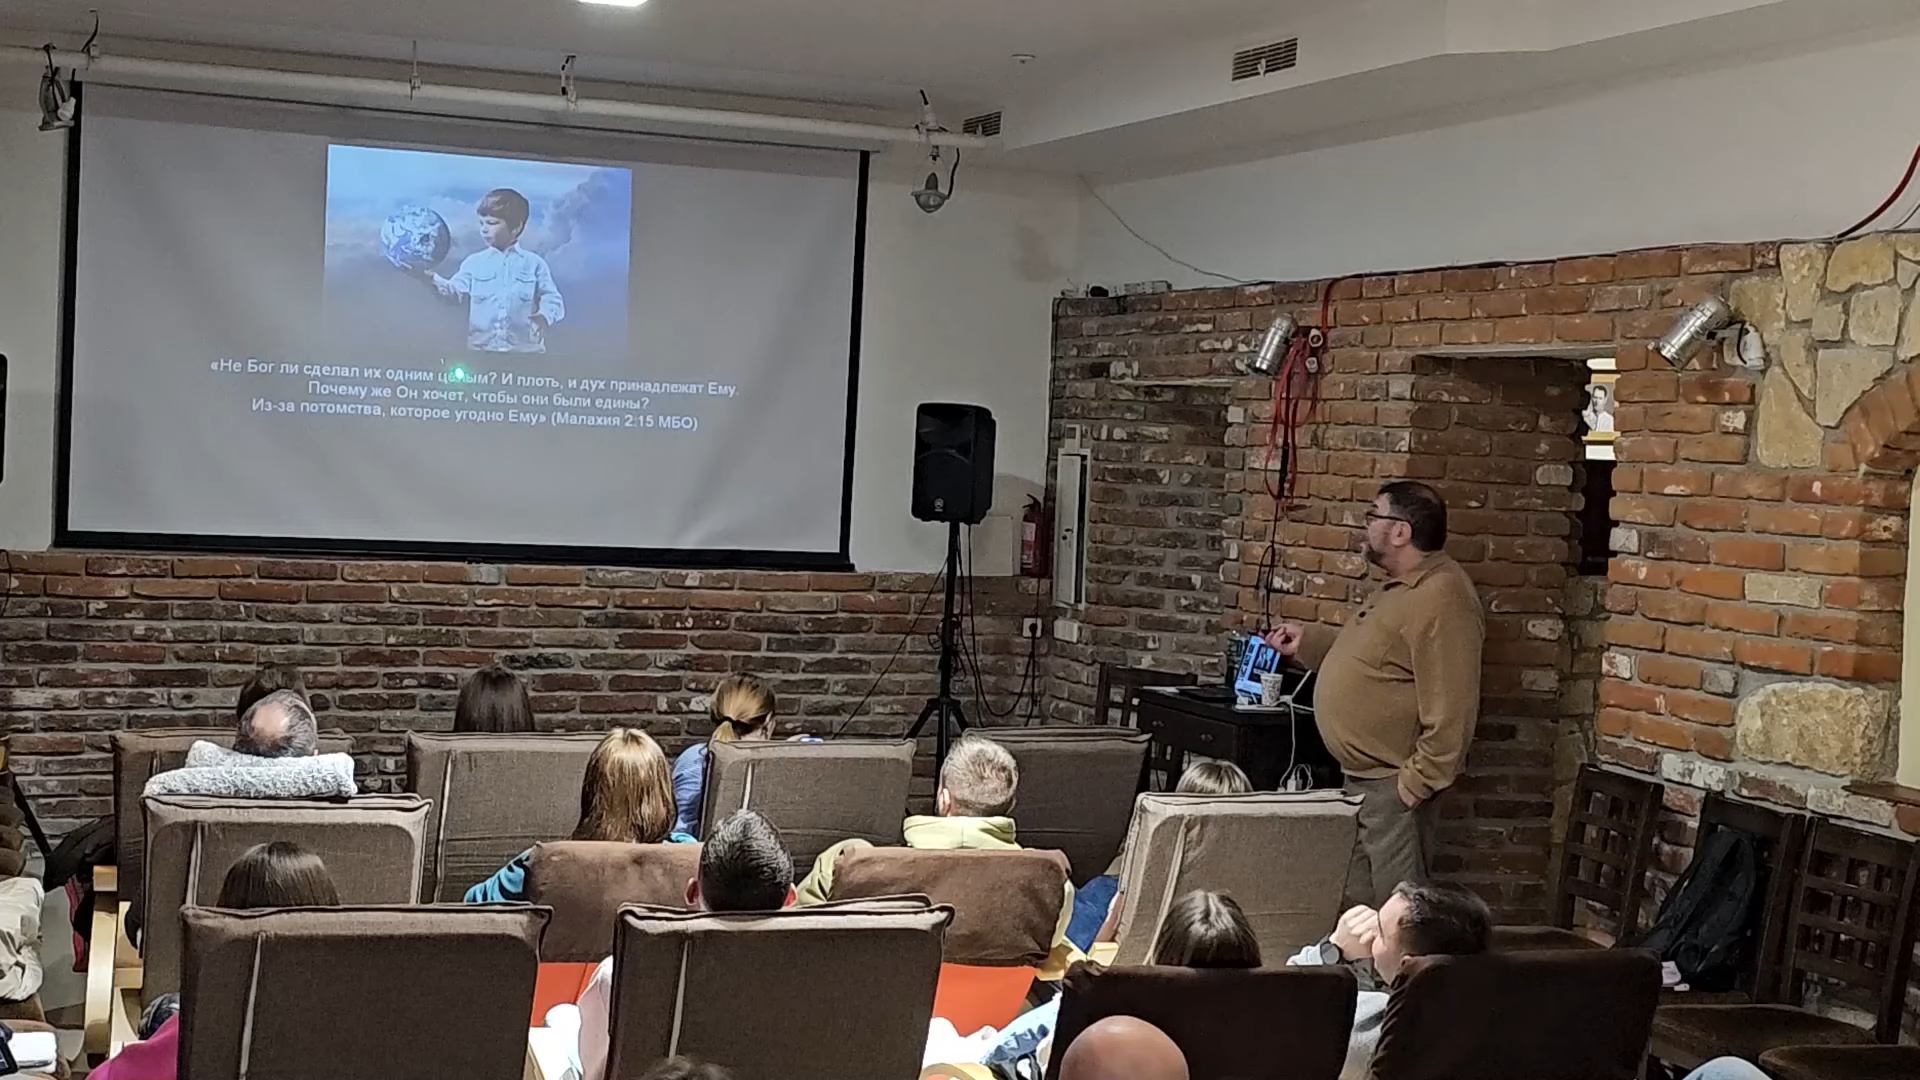 «Не Бог ли сделал их одним целым? И плоть, и дух принадлежат Ему.
Почему же Он хочет, чтобы они были едины?
Из-за потомства, которое угодно Ему» (Малахия 2:15 МБО)